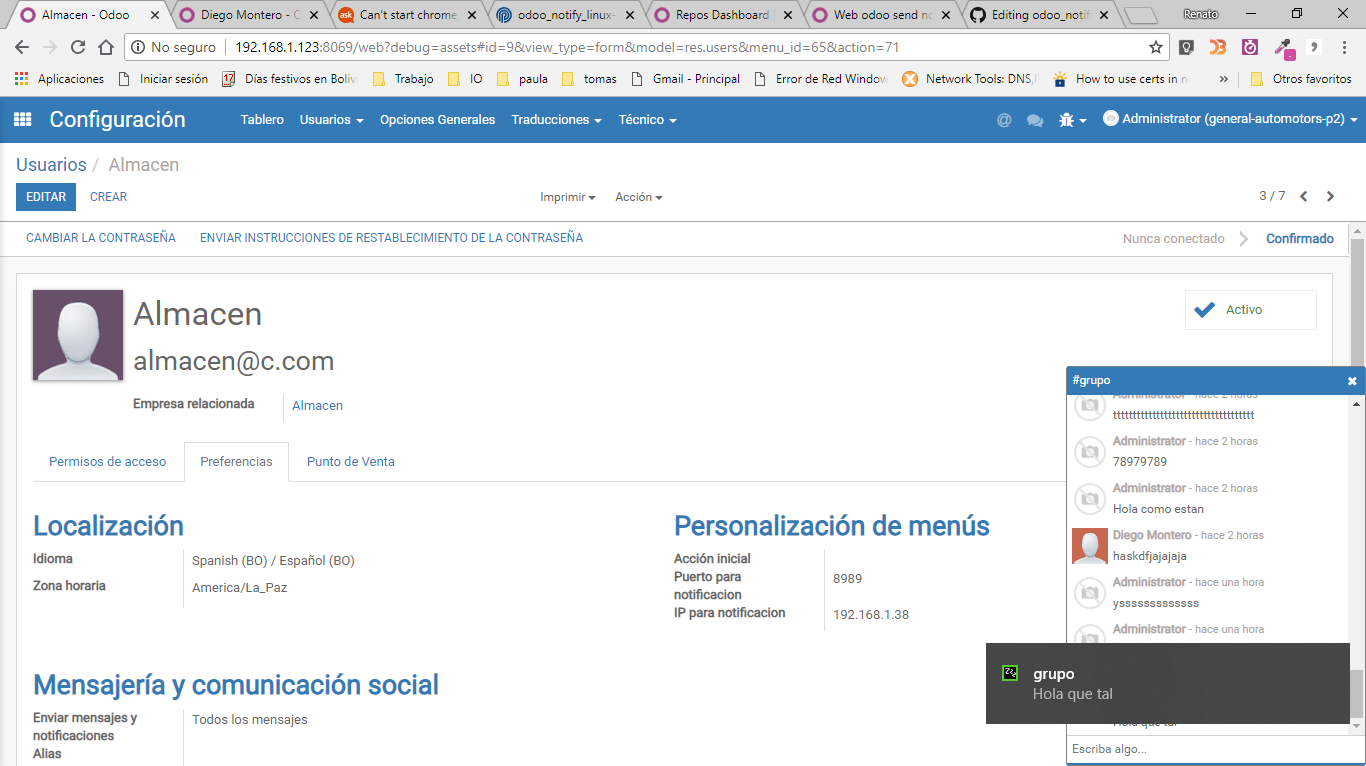 Almacen - Odoo
Diego Montero - C
Can't start chrome
odoo_notify_linux-
Repos Dashboard
Web odoo send no
Editing odoo_notif
Renato
No seguro
192.168.1.123:8069/web?debug=assets#id=9&view_type=form&model=res.users&menu_id=65&action=71
Aplicaciones
Iniciar sesión
Días festivos en Boliv
Trabajo
IO
paula
tomas
Gmail - Principal
Error de Red Window
Network Tools: DNS,I
How to use certs in n
»
Otros favoritos
Configuración
Tablero
Usuarios
Opciones Generales
Traducciones
Técnico
@
Administrator (general-automotors-p2)
Usuarios / Almacen
EDITAR
CREAR
Imprimir
Acción
3 / 7
CAMBIAR LA CONTRASEÑA
ENVIAR INSTRUCCIONES DE RESTABLECIMIENTO DE LA CONTRASEÑA
Nunca conectado
Confirmado
Almacen
almacen@c.com
Activo
Empresa relacionada
Almacen
Permisos de acceso
Preferencias
Punto de Venta
Localización
Idioma
Spanish (BO) / Español (BO)
Zona horaria
America/La_Paz
Personalización de menús
Acción inicial
Puerto para
notificacion
8989
IP para notificacion
192.168.1.38
Mensajería y comunicación social
Enviar mensajes y
notificaciones
Todos los mensajes
Alias
#grupo
Administrator - hace 2 horas
Administrator - hace 2 horas
78979789
Administrator - hace 2 horas
Hola como estan
Diego Montero - hace 2 horas
haskdfjajajaja
Administrator - hace una hora
ysssssssssssss
Administrator - hace una hora
grupo
Hola que tal
Hola que tal
Escriba algo...